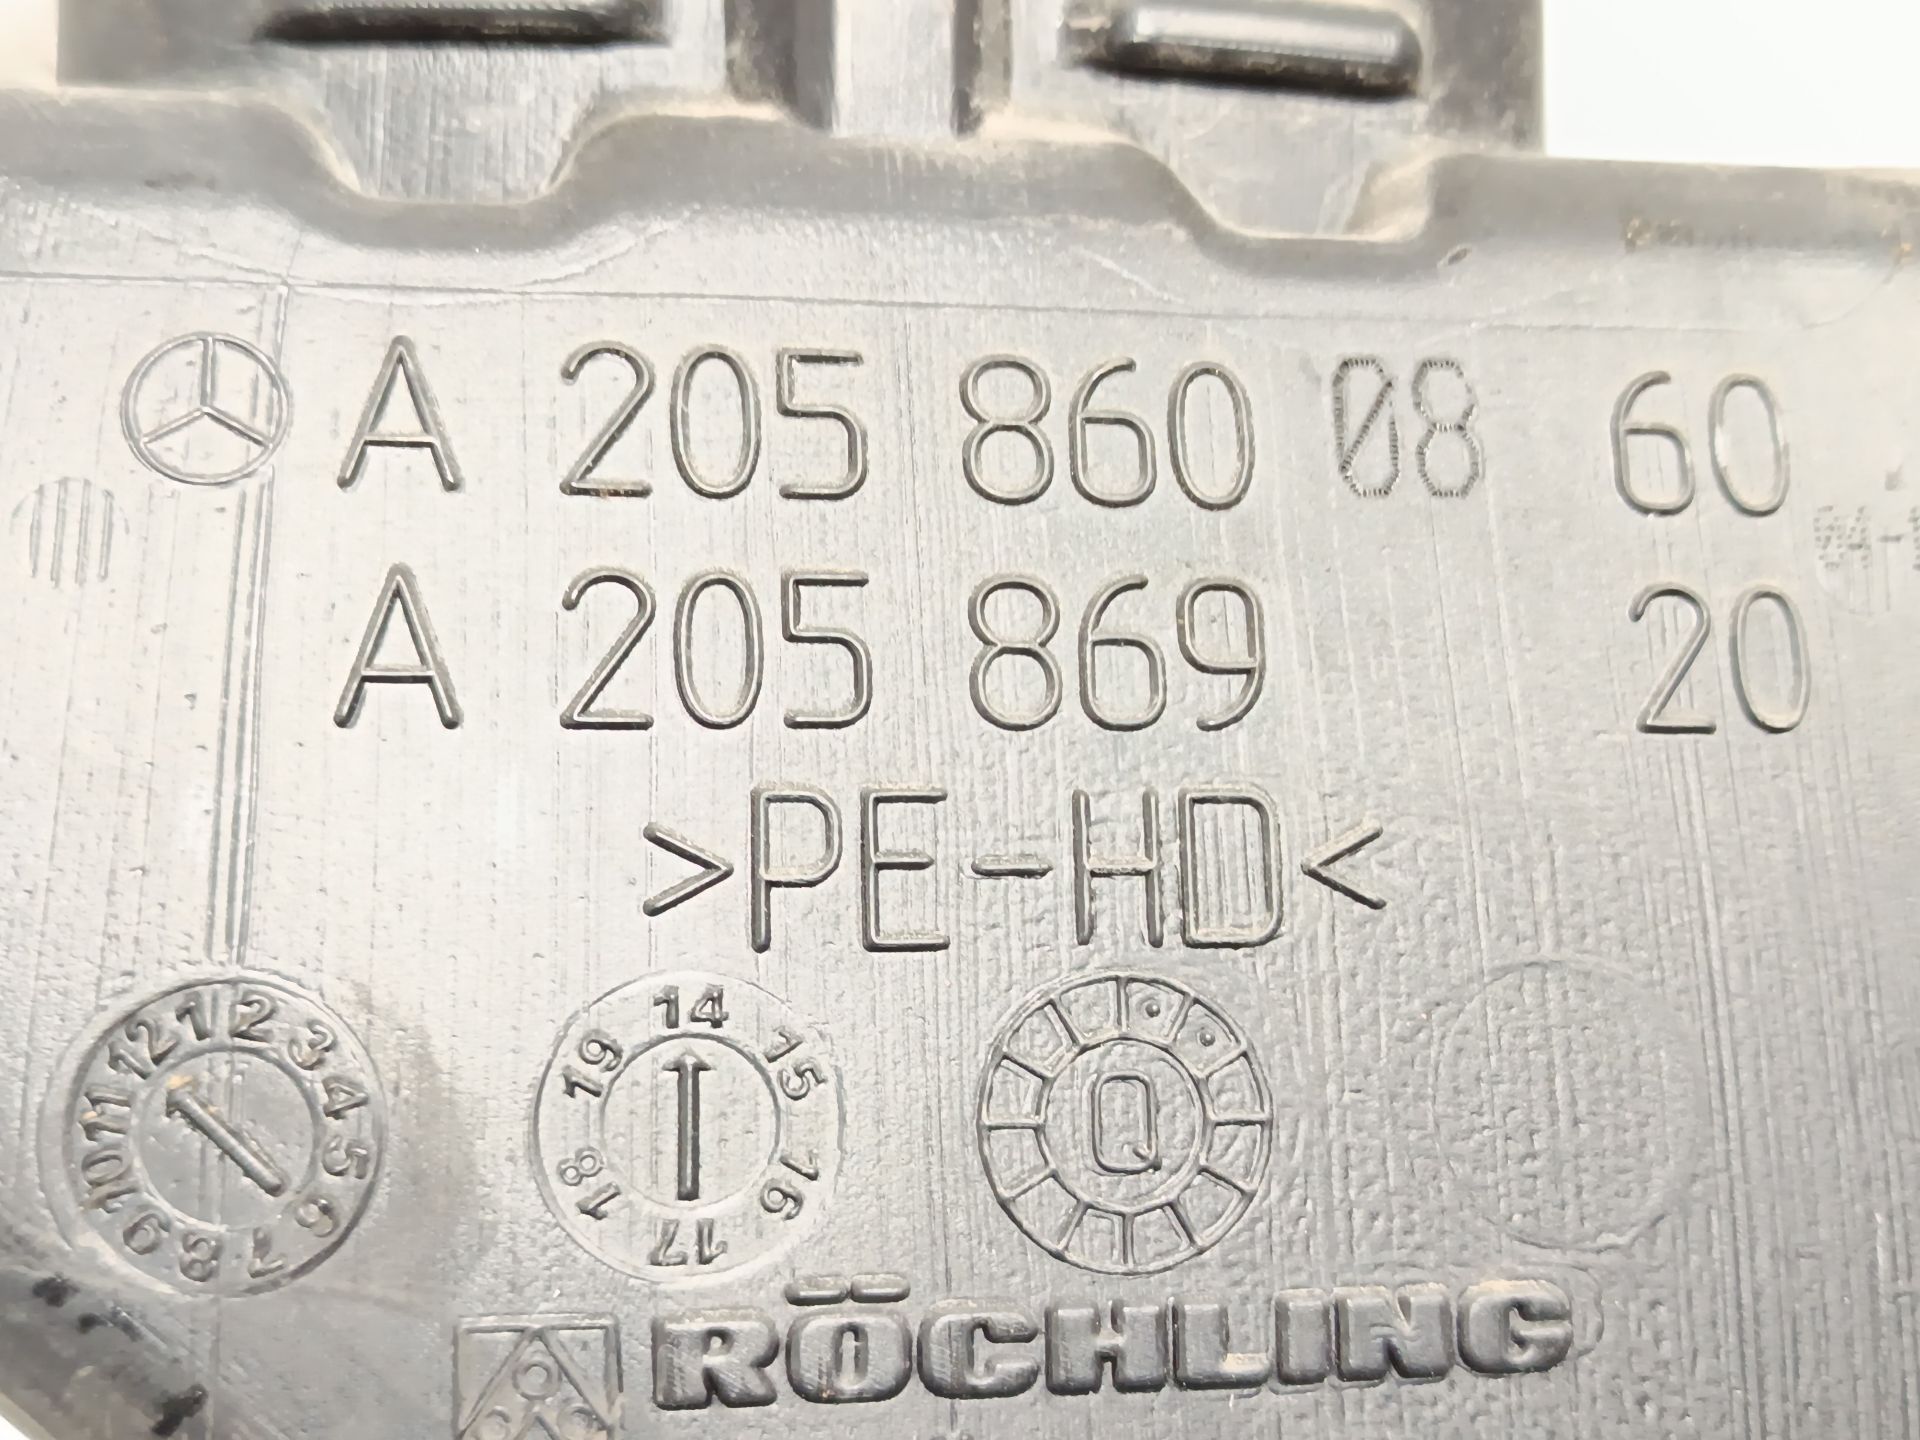 A 205 860 08 60
A 205 869 20
>PE-HD<
1 2 3 4 5 6 7 8 9 10 11 12
14 15 16 17 18 19
Q
RÖCHLING